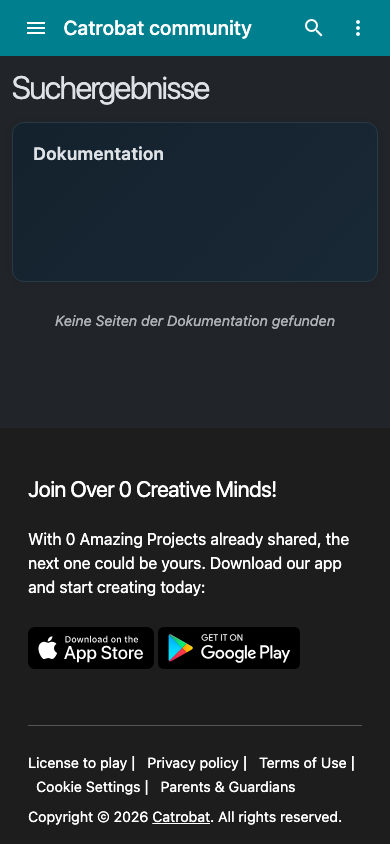 Catrobat community
Suchergebnisse
Dokumentation
Keine Seiten der Dokumentation gefunden
Join Over 0 Creative Minds!
With 0 Amazing Projects already shared, the
next one could be yours. Download our app
and start creating today:
Download on the
App Store
GET IT ON
Google Play
License to play | Privacy policy | Terms of Use |
Cookie Settings | Parents & Guardians
Copyright © 2026 Catrobat. All rights reserved.